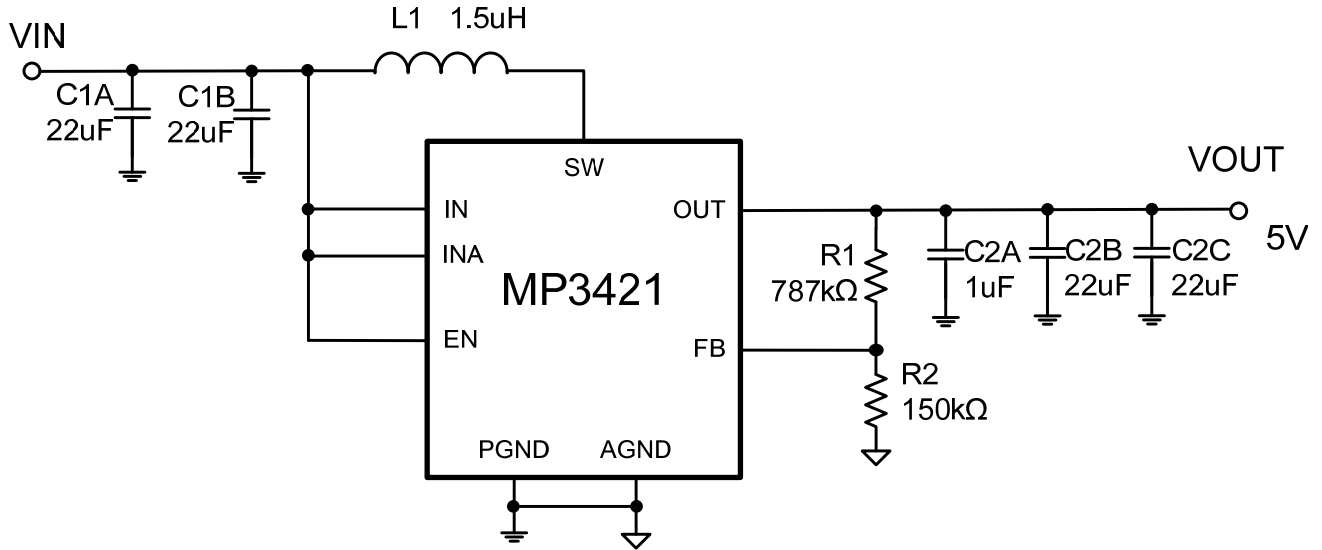 L1 1.5uH
VIN
C1A
22uF
C1B
22uF
SW
VOUT
IN
OUT
5V
INA
MP3421
R1
787kΩ
C2A
1uF
C2B
22uF
C2C
22uF
EN
FB
R2
150kΩ
PGND
AGND